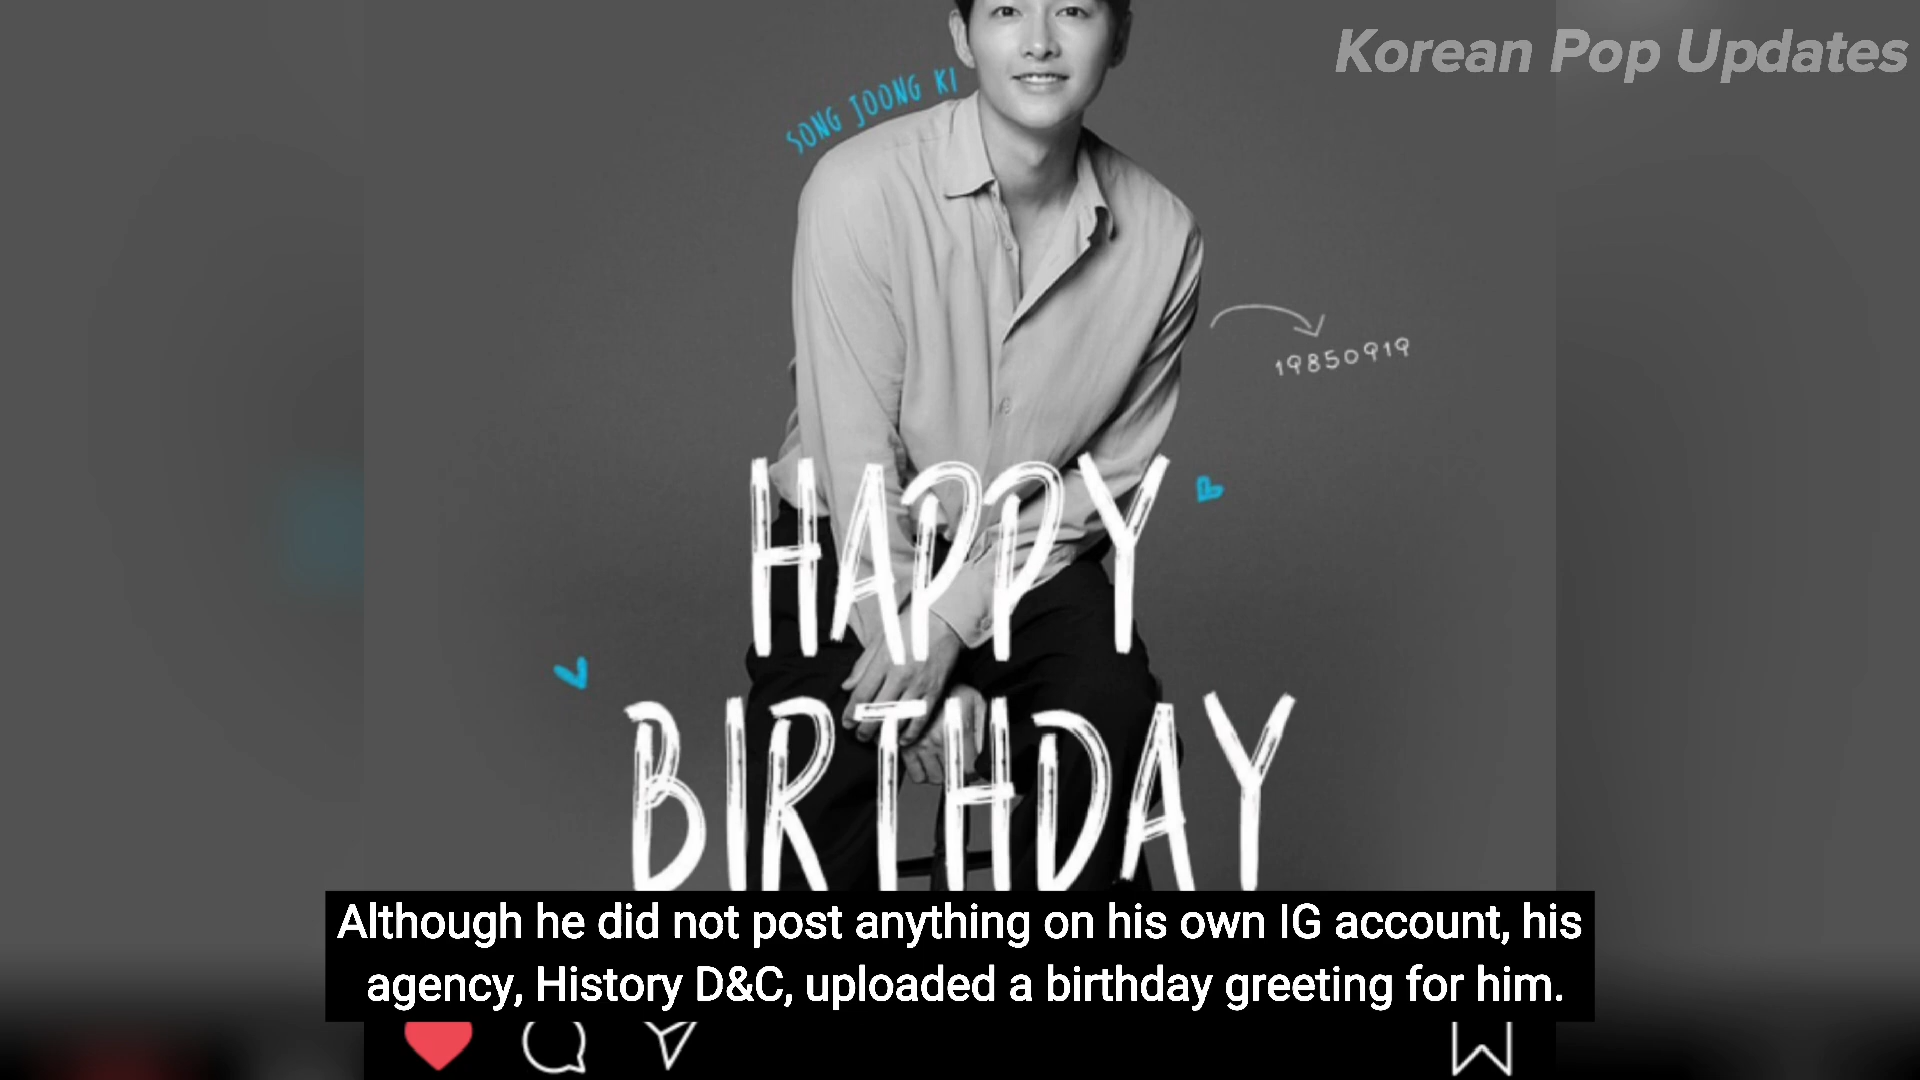 Korean Pop Updates
SONG JOONG KI
19850919
HAPPY
BIRTHDAY
Although he did not post anything on his own IG account, his
agency, History D&C, uploaded a birthday greeting for him.